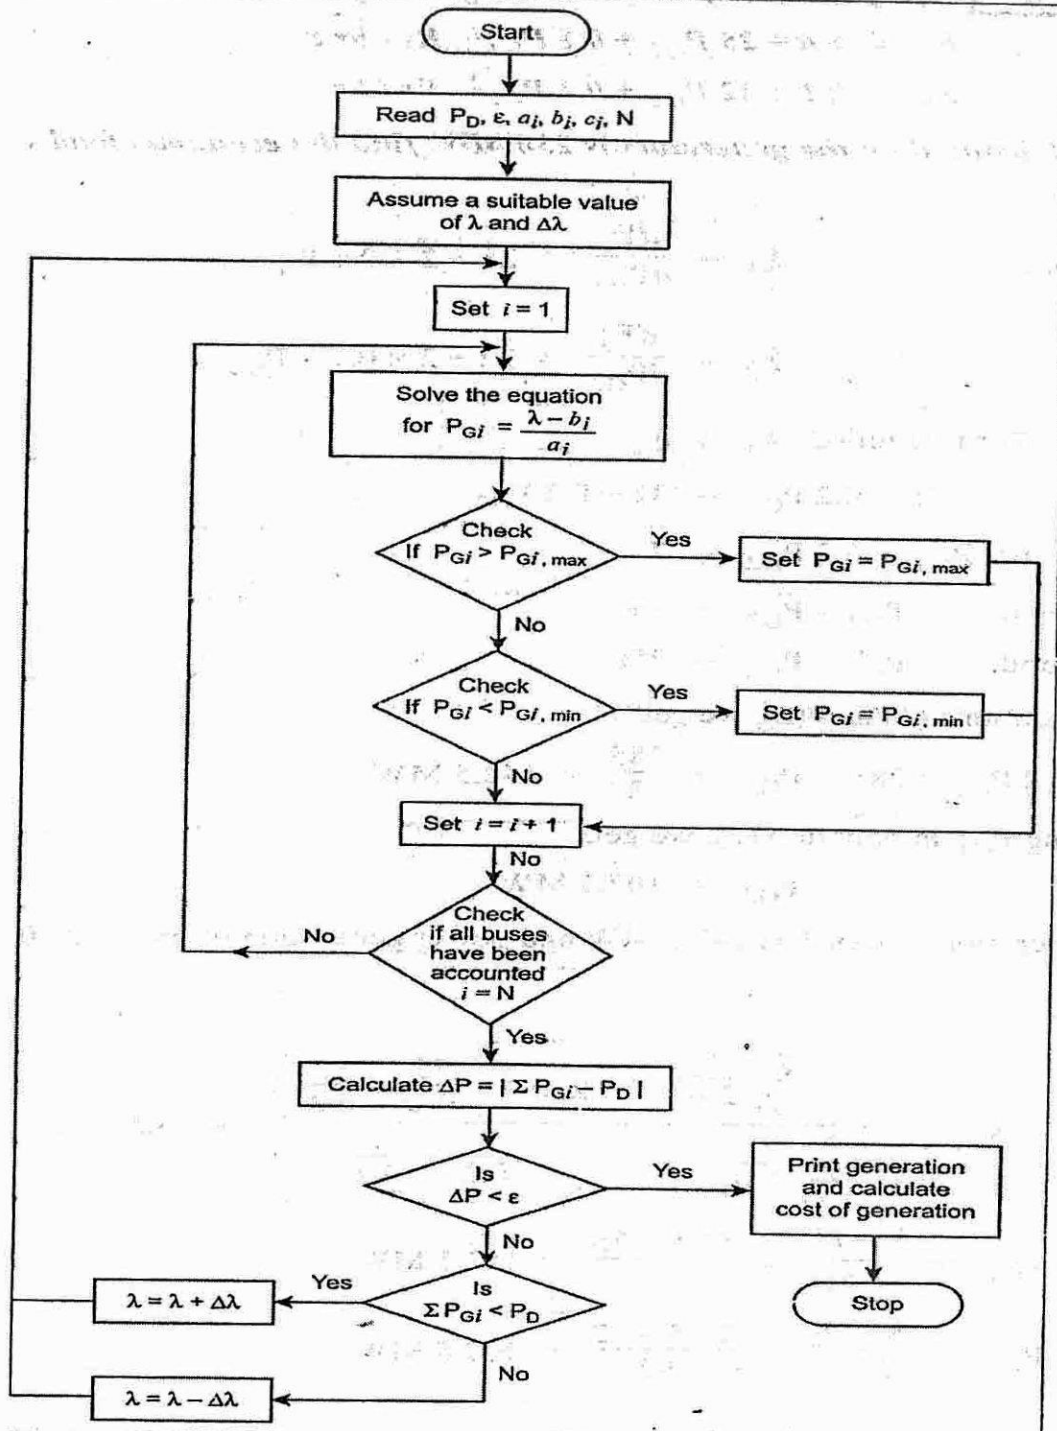 Start
Read P_D, ε, a_i, b_i, c_i, N
Assume a suitable value
of λ and Δλ
Set i = 1
Solve the equation
for P_Gi = (λ – b_i) / a_i
Check
If P_Gi > P_Gi, max
Yes
Set P_Gi = P_Gi, max
No
Check
If P_Gi < P_Gi, min
Yes
Set P_Gi = P_Gi, min
No
Set i = i + 1
No
Check
if all buses
have been
accounted
i = N
No
Yes
Calculate ΔP = | Σ P_Gi – P_D |
Is
ΔP < ε
Yes
Print generation
and calculate
cost of generation
No
Stop
Is
Σ P_Gi < P_D
Yes
λ = λ + Δλ
No
λ = λ – Δλ